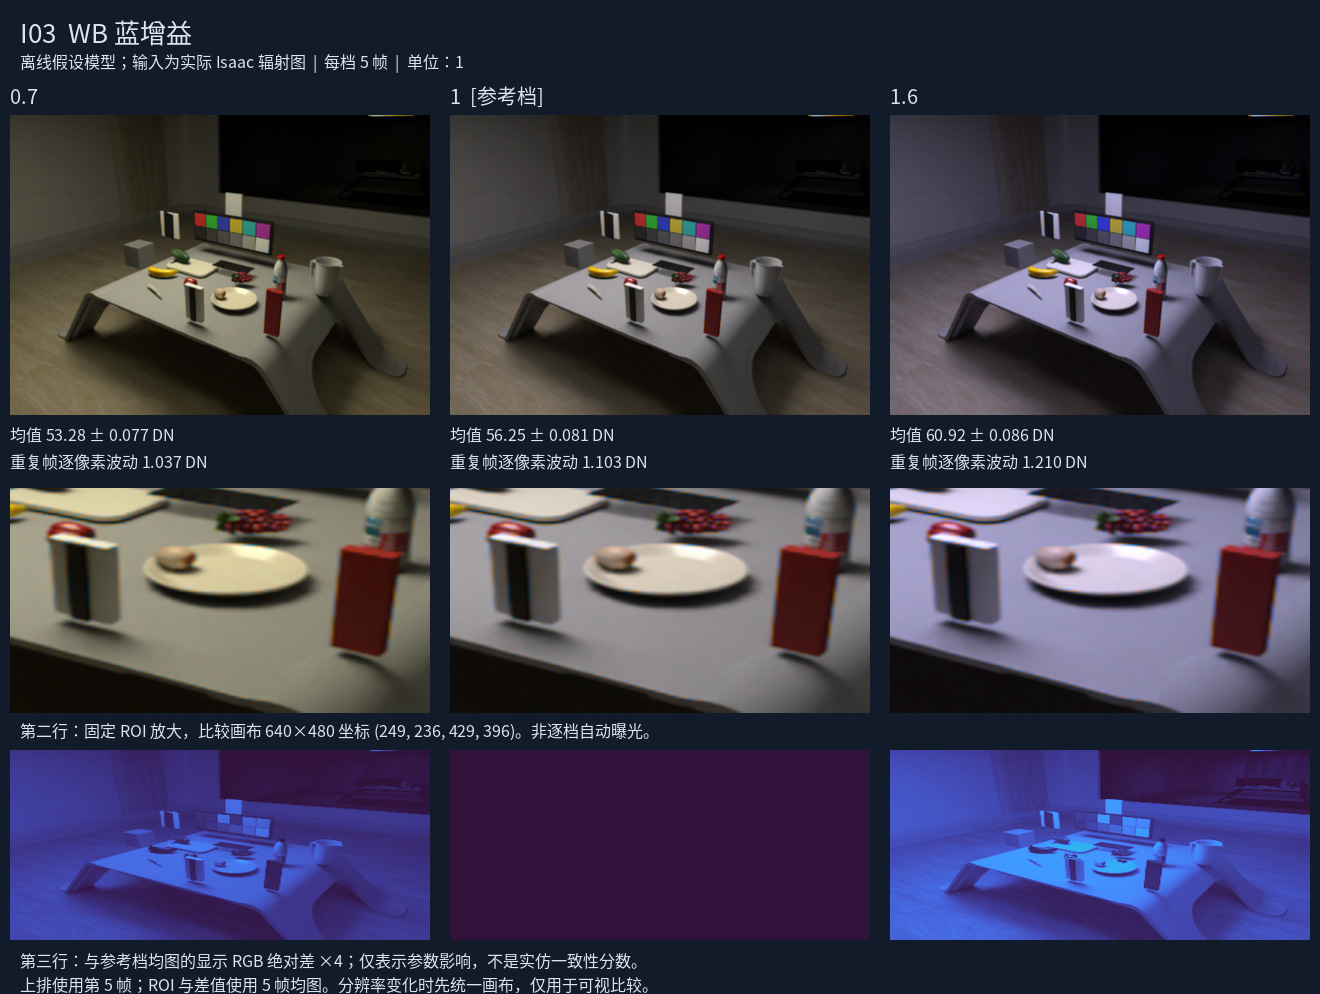 I03 WB 蓝增益
离线假设模型；输入为实际 Isaac 辐射图 | 每档 5 帧 | 单位：1
0.7
1 [参考档]
1.6
均值 53.28 ± 0.077 DN
重复帧逐像素波动 1.037 DN
均值 56.25 ± 0.081 DN
重复帧逐像素波动 1.103 DN
均值 60.92 ± 0.086 DN
重复帧逐像素波动 1.210 DN
第二行：固定 ROI 放大，比较画布 640×480 坐标 (249, 236, 429, 396)。非逐档自动曝光。
第三行：与参考档均图的显示 RGB 绝对差 ×4；仅表示参数影响，不是实仿一致性分数。
上排使用第 5 帧；ROI 与差值使用 5 帧均图。分辨率变化时先统一画布，仅用于可视比较。